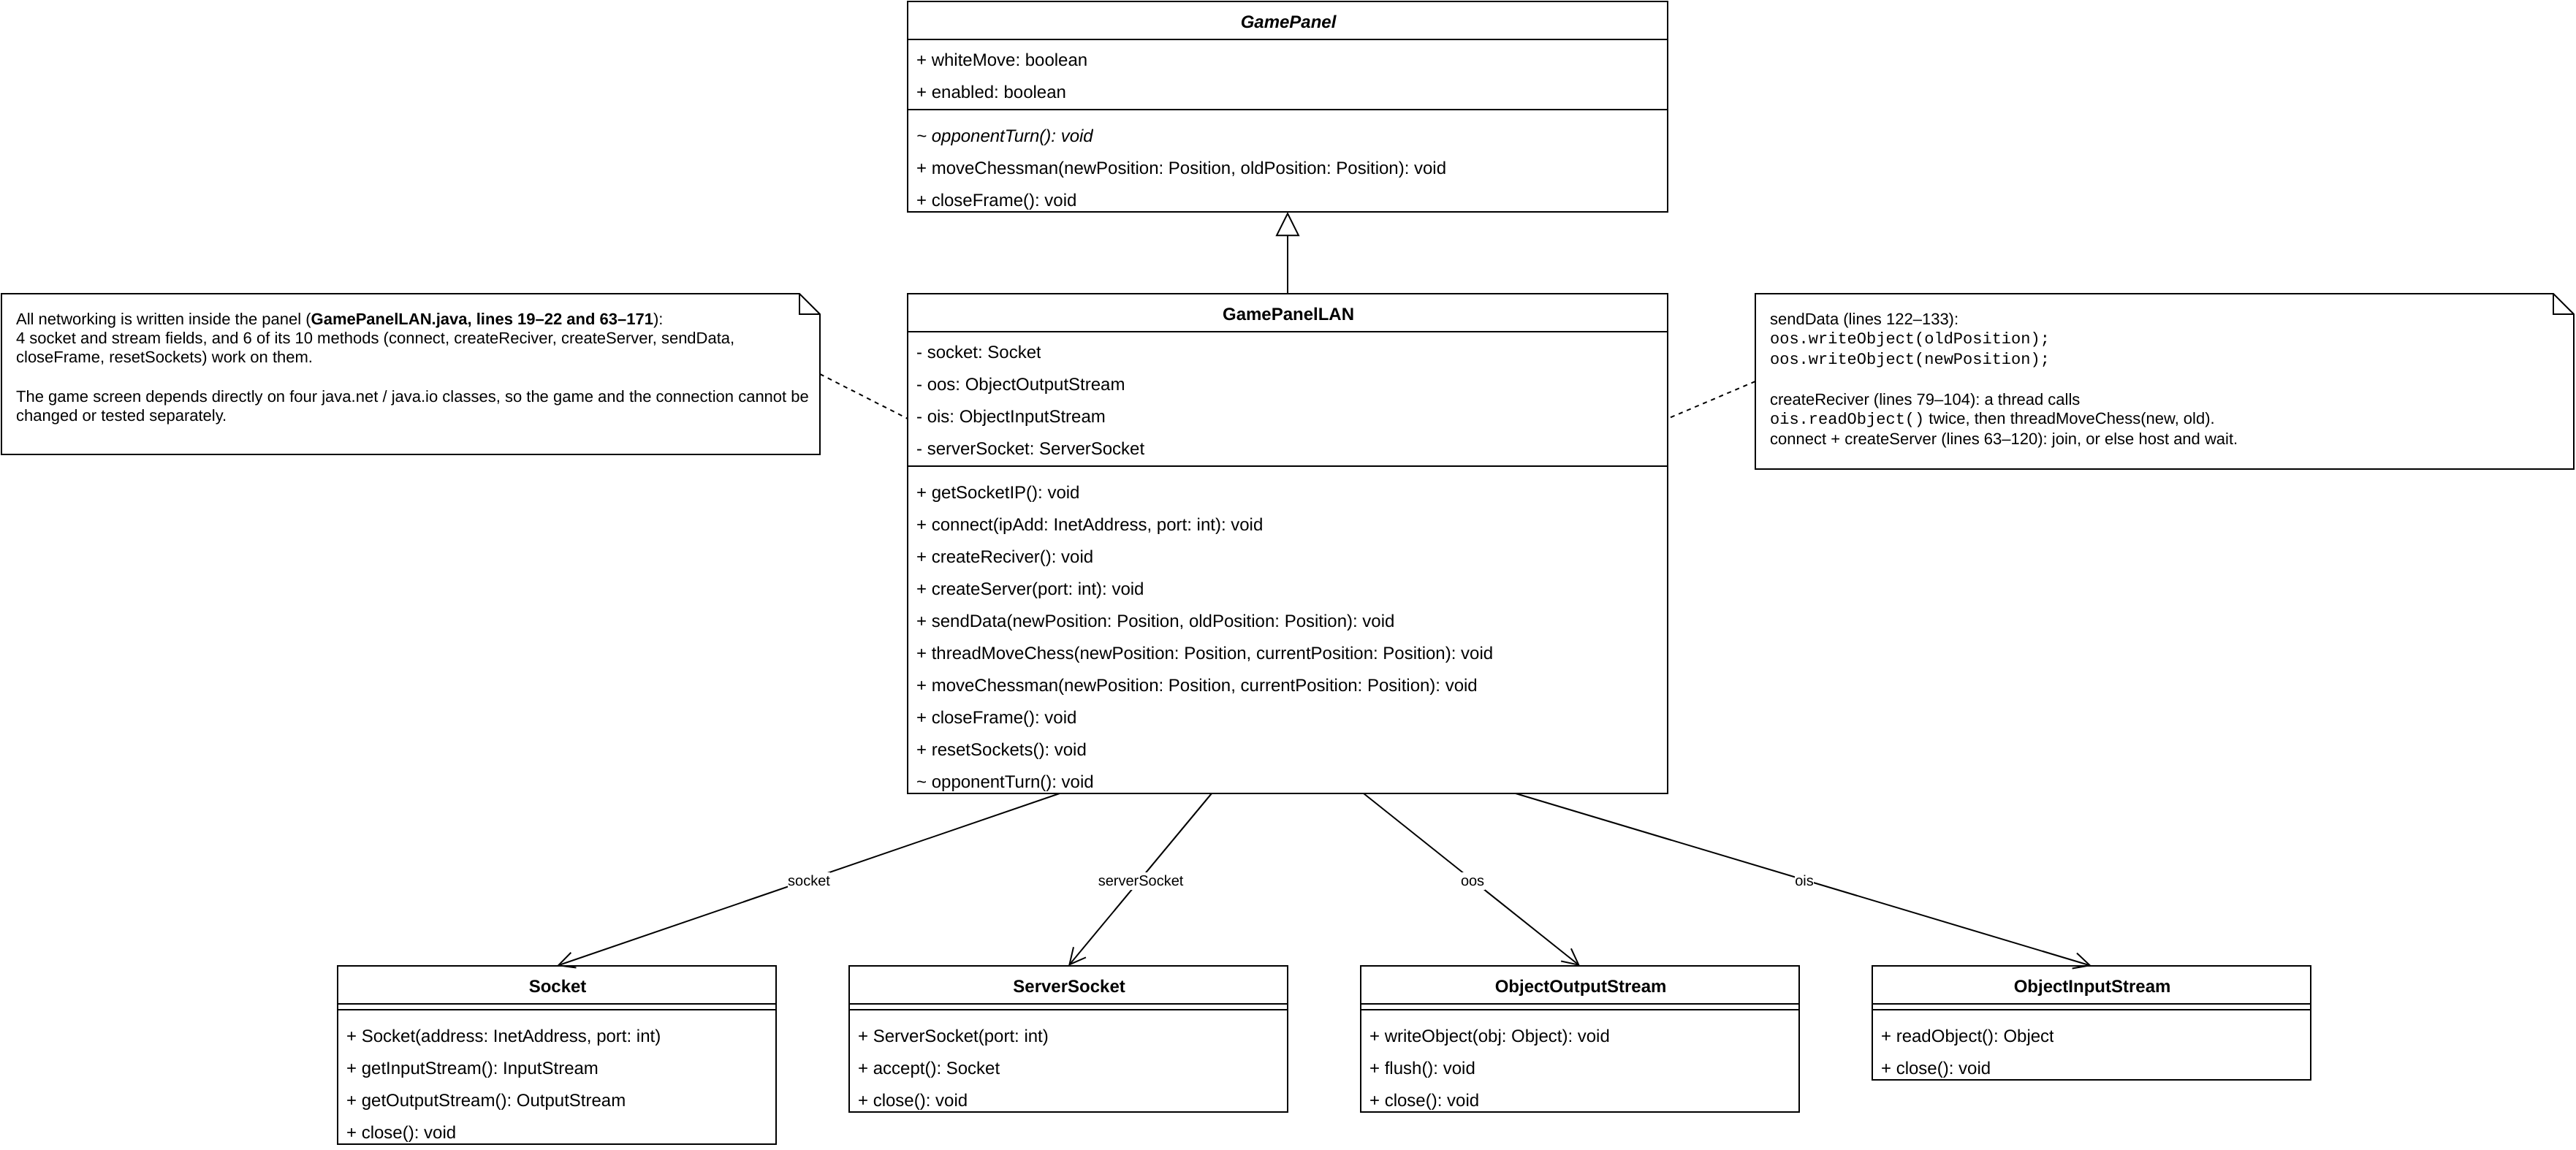 GamePanel
+ whiteMove: boolean
+ enabled: boolean
~ opponentTurn(): void
+ moveChessman(newPosition: Position, oldPosition: Position): void
+ closeFrame(): void
All networking is written inside the panel (GamePanelLAN.java, lines 19–22 and 63–171):
4 socket and stream fields, and 6 of its 10 methods (connect, createReciver, createServer, sendData,
closeFrame, resetSockets) work on them.
The game screen depends directly on four java.net / java.io classes, so the game and the connection cannot be
changed or tested separately.
GamePanelLAN
- socket: Socket
- oos: ObjectOutputStream
- ois: ObjectInputStream
- serverSocket: ServerSocket
+ getSocketIP(): void
+ connect(ipAdd: InetAddress, port: int): void
+ createReciver(): void
+ createServer(port: int): void
+ sendData(newPosition: Position, oldPosition: Position): void
+ threadMoveChess(newPosition: Position, currentPosition: Position): void
+ moveChessman(newPosition: Position, currentPosition: Position): void
+ closeFrame(): void
+ resetSockets(): void
~ opponentTurn(): void
sendData (lines 122–133):
oos.writeObject(oldPosition);
oos.writeObject(newPosition);
createReciver (lines 79–104): a thread calls
ois.readObject() twice, then threadMoveChess(new, old).
connect + createServer (lines 63–120): join, or else host and wait.
socket
serverSocket
oos
ois
Socket
+ Socket(address: InetAddress, port: int)
+ getInputStream(): InputStream
+ getOutputStream(): OutputStream
+ close(): void
ServerSocket
+ ServerSocket(port: int)
+ accept(): Socket
+ close(): void
ObjectOutputStream
+ writeObject(obj: Object): void
+ flush(): void
+ close(): void
ObjectInputStream
+ readObject(): Object
+ close(): void